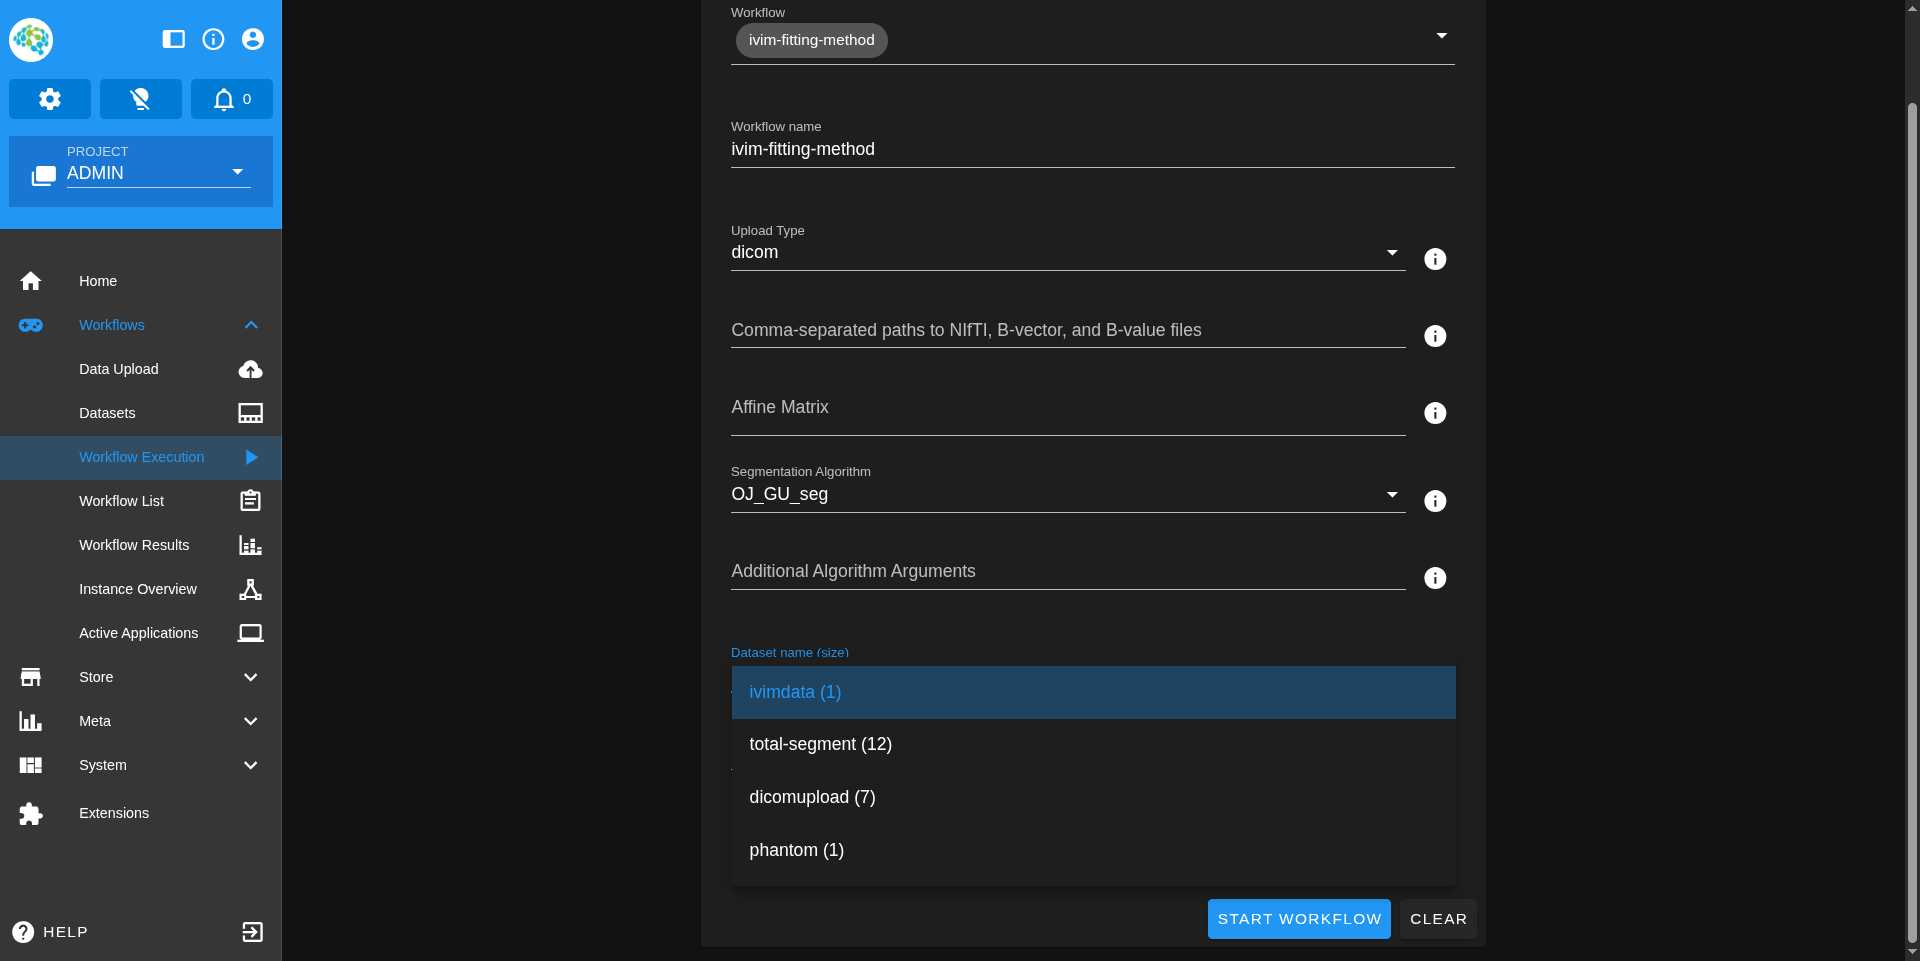 0
PROJECT
ADMIN
Home
Workflows
Data Upload
Datasets
Workflow Execution
Workflow List
Workflow Results
Instance Overview
Active Applications
Store
Meta
System
Extensions
HELP
Workflow
ivim-fitting-method
Workflow name
ivim-fitting-method
Upload Type
dicom
Comma-separated paths to NIfTI, B-vector, and B-value files
Affine Matrix
Segmentation Algorithm
OJ_GU_seg
Additional Algorithm Arguments
Dataset name (size)
ivimdata (1)
total-segment (12)
dicomupload (7)
phantom (1)
START WORKFLOW
CLEAR